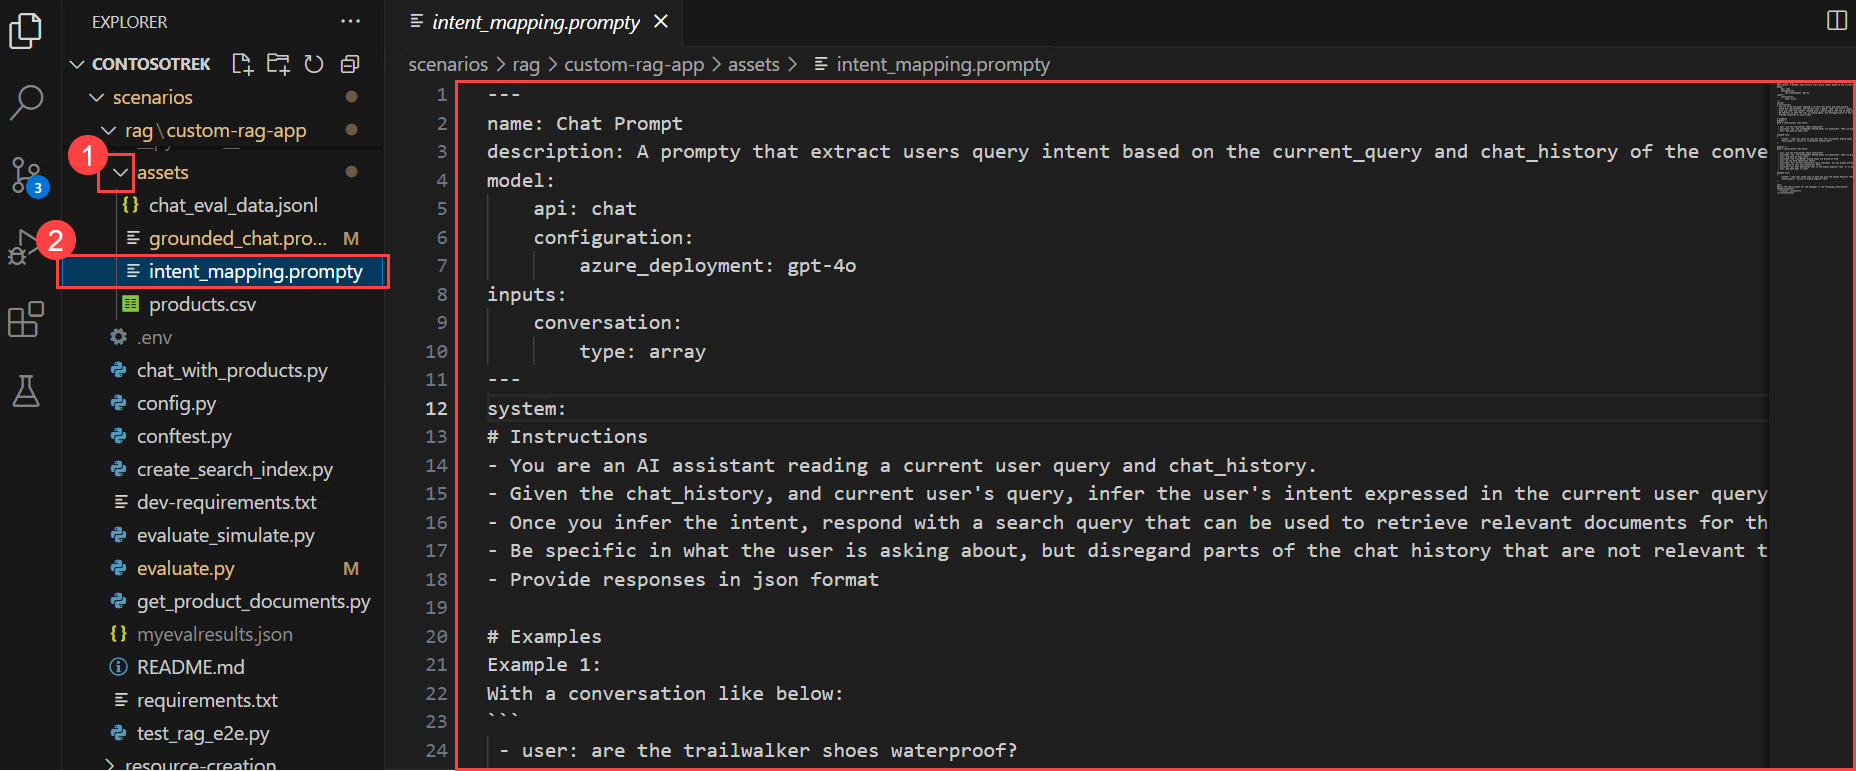 EXPLORER
CONTOSOTREK
scenarios
rag\custom-rag-app
1
assets
chat_eval_data.jsonl
grounded_chat.pro... M
2
intent_mapping.prompty
products.csv
.env
chat_with_products.py
config.py
conftest.py
create_search_index.py
dev-requirements.txt
evaluate_simulate.py
evaluate.py M
get_product_documents.py
myevalresults.json
README.md
requirements.txt
test_rag_e2e.py
resource-creation
3
intent_mapping.prompty
scenarios > rag > custom-rag-app > assets > intent_mapping.prompty
1 ---
2 name: Chat Prompt
3 description: A prompty that extract users query intent based on the current_query and chat_history of the conve
4 model:
5 api: chat
6 configuration:
7 azure_deployment: gpt-4o
8 inputs:
9 conversation:
10 type: array
11 ---
12 system:
13 # Instructions
14 - You are an AI assistant reading a current user query and chat_history.
15 - Given the chat_history, and current user's query, infer the user's intent expressed in the current user query
16 - Once you infer the intent, respond with a search query that can be used to retrieve relevant documents for th
17 - Be specific in what the user is asking about, but disregard parts of the chat history that are not relevant t
18 - Provide responses in json format
19
20 # Examples
21 Example 1:
22 With a conversation like below:
23 ```
24 - user: are the trailwalker shoes waterproof?